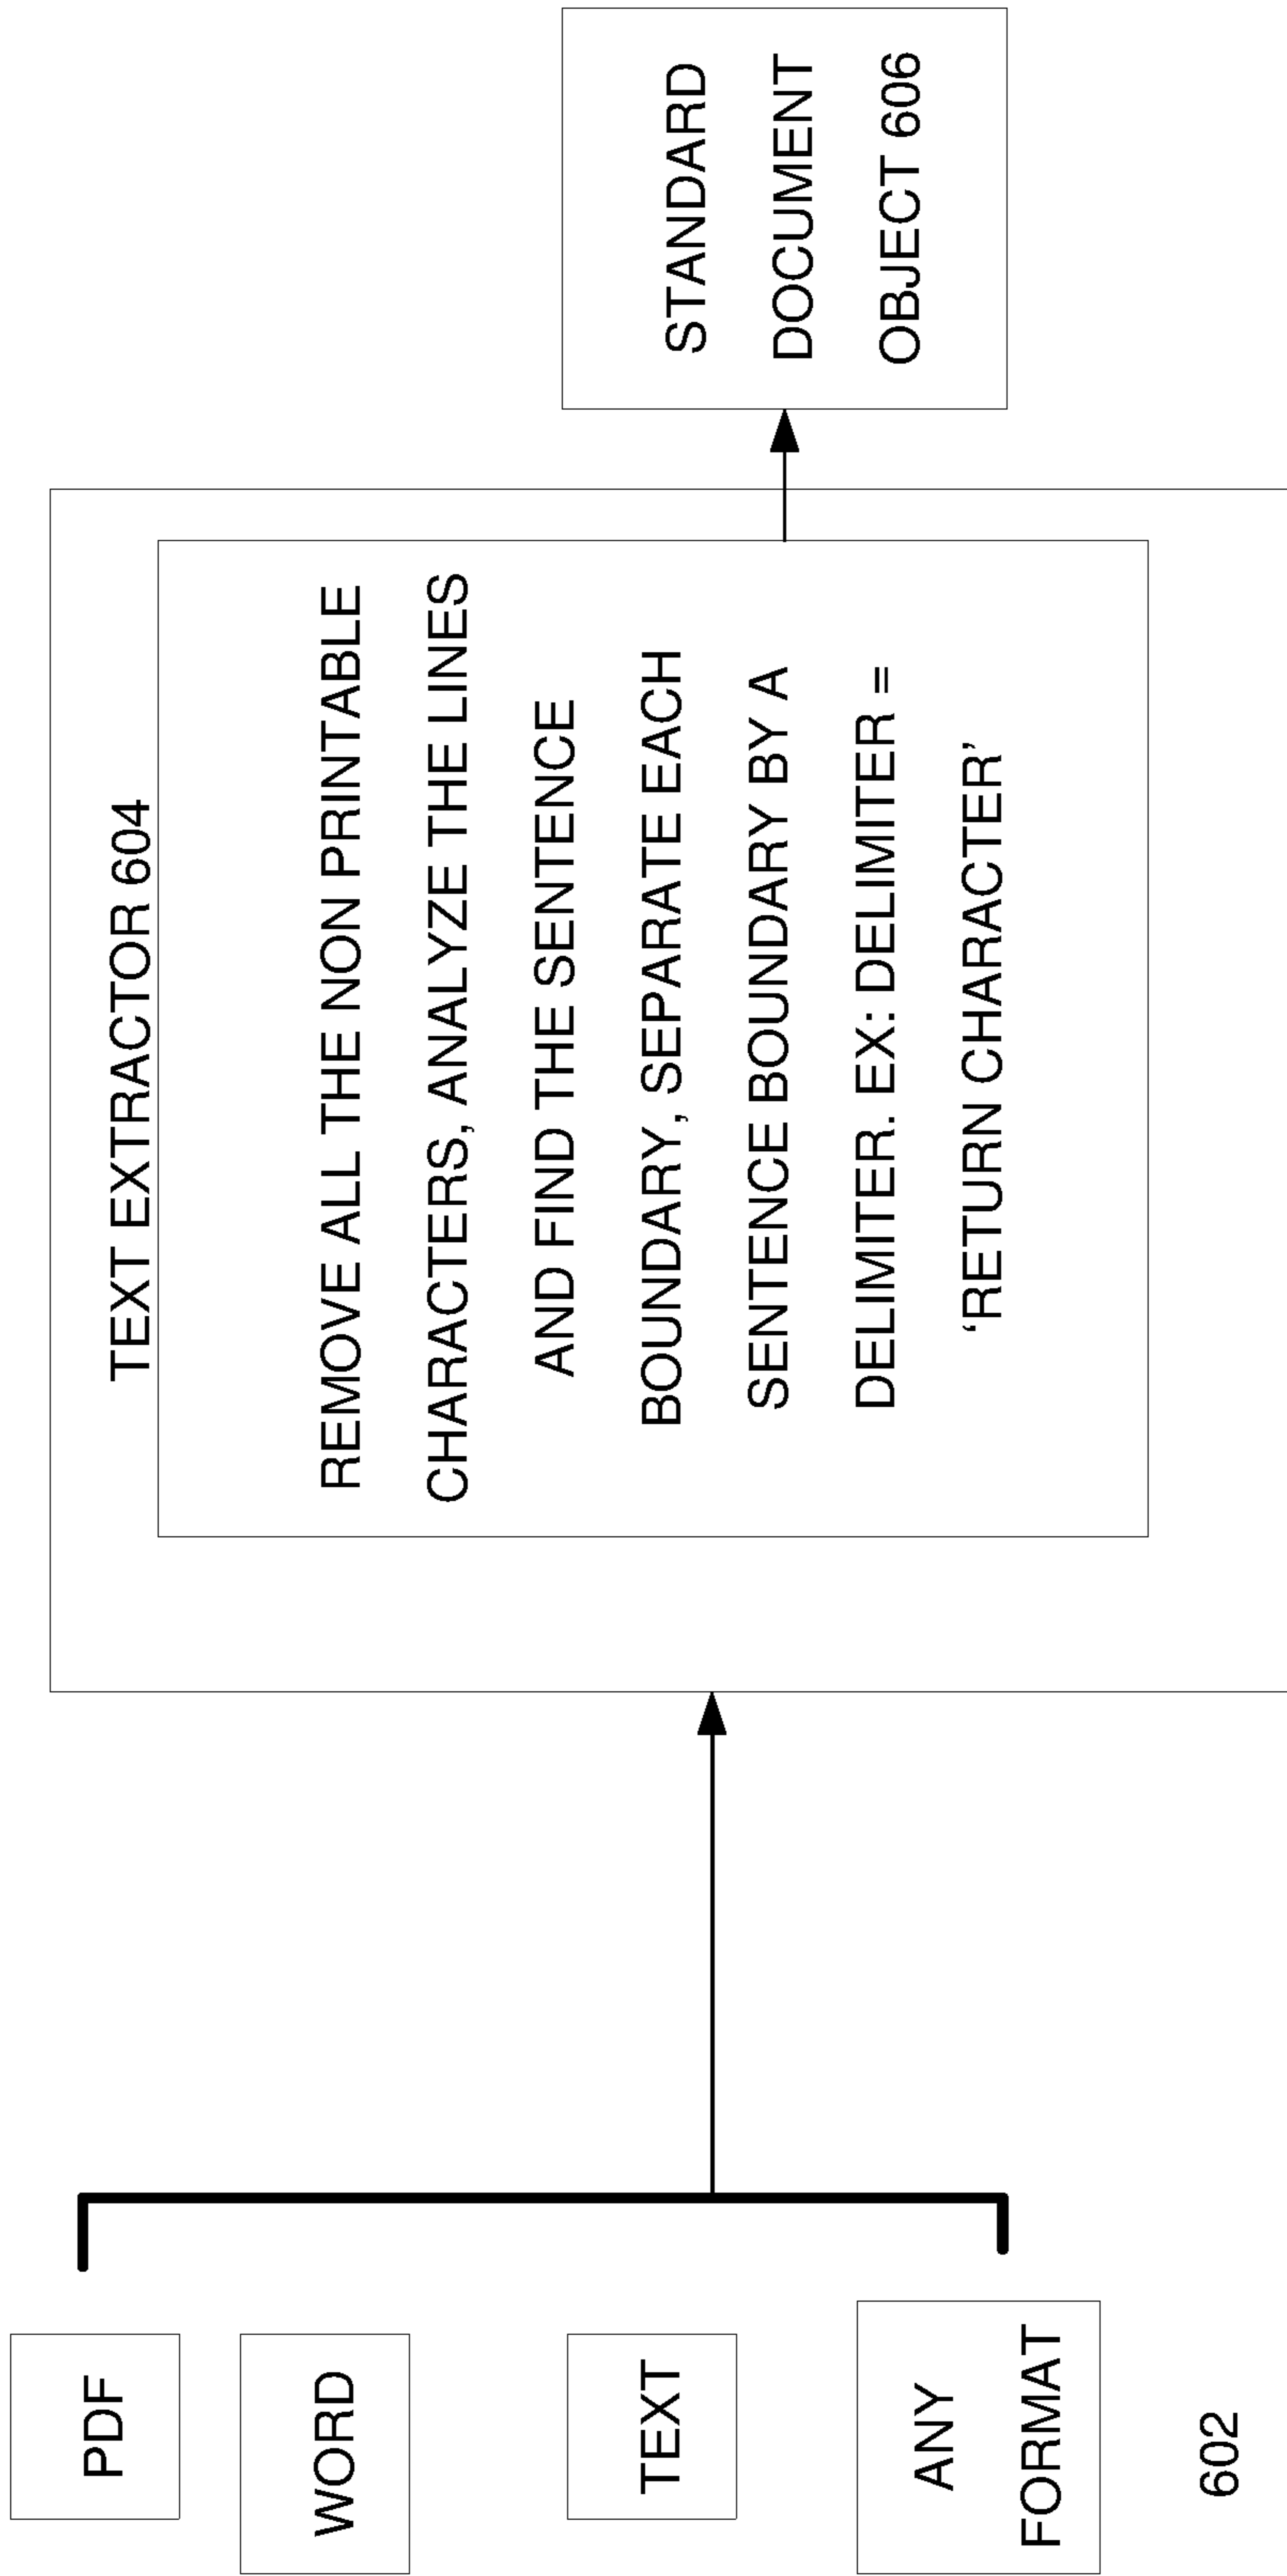 PDF
WORD
TEXT
ANY
FORMAT
602
TEXT EXTRACTOR 604
REMOVE ALL THE NON PRINTABLE
CHARACTERS, ANALYZE THE LINES
AND FIND THE SENTENCE
BOUNDARY, SEPARATE EACH
SENTENCE BOUNDARY BY A
DELIMITER. EX: DELIMITER =
‘RETURN CHARACTER’
STANDARD
DOCUMENT
OBJECT 606